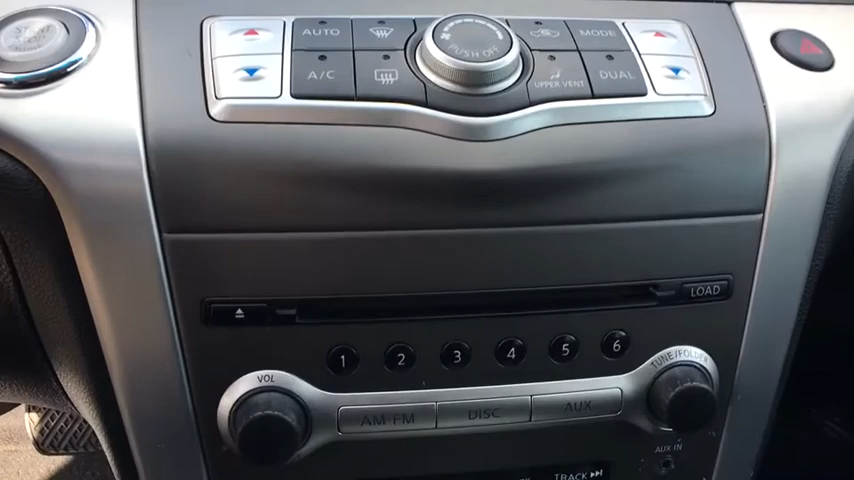 START
AUTO
PUSH OFF
MODE
A/C
UPPER VENT
DUAL
LOAD
1 2 3 4 5 6
VOL
TUNE/FOLDER
AM·FM
DISC
AUX
AUX IN
TRACK